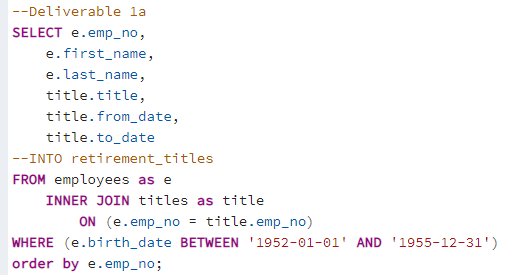 --Deliverable 1a
SELECT e.emp_no,
    e.first_name,
    e.last_name,
    title.title,
    title.from_date,
    title.to_date
--INTO retirement_titles
FROM employees as e
    INNER JOIN titles as title
        ON (e.emp_no = title.emp_no)
WHERE (e.birth_date BETWEEN '1952-01-01' AND '1955-12-31')
order by e.emp_no;